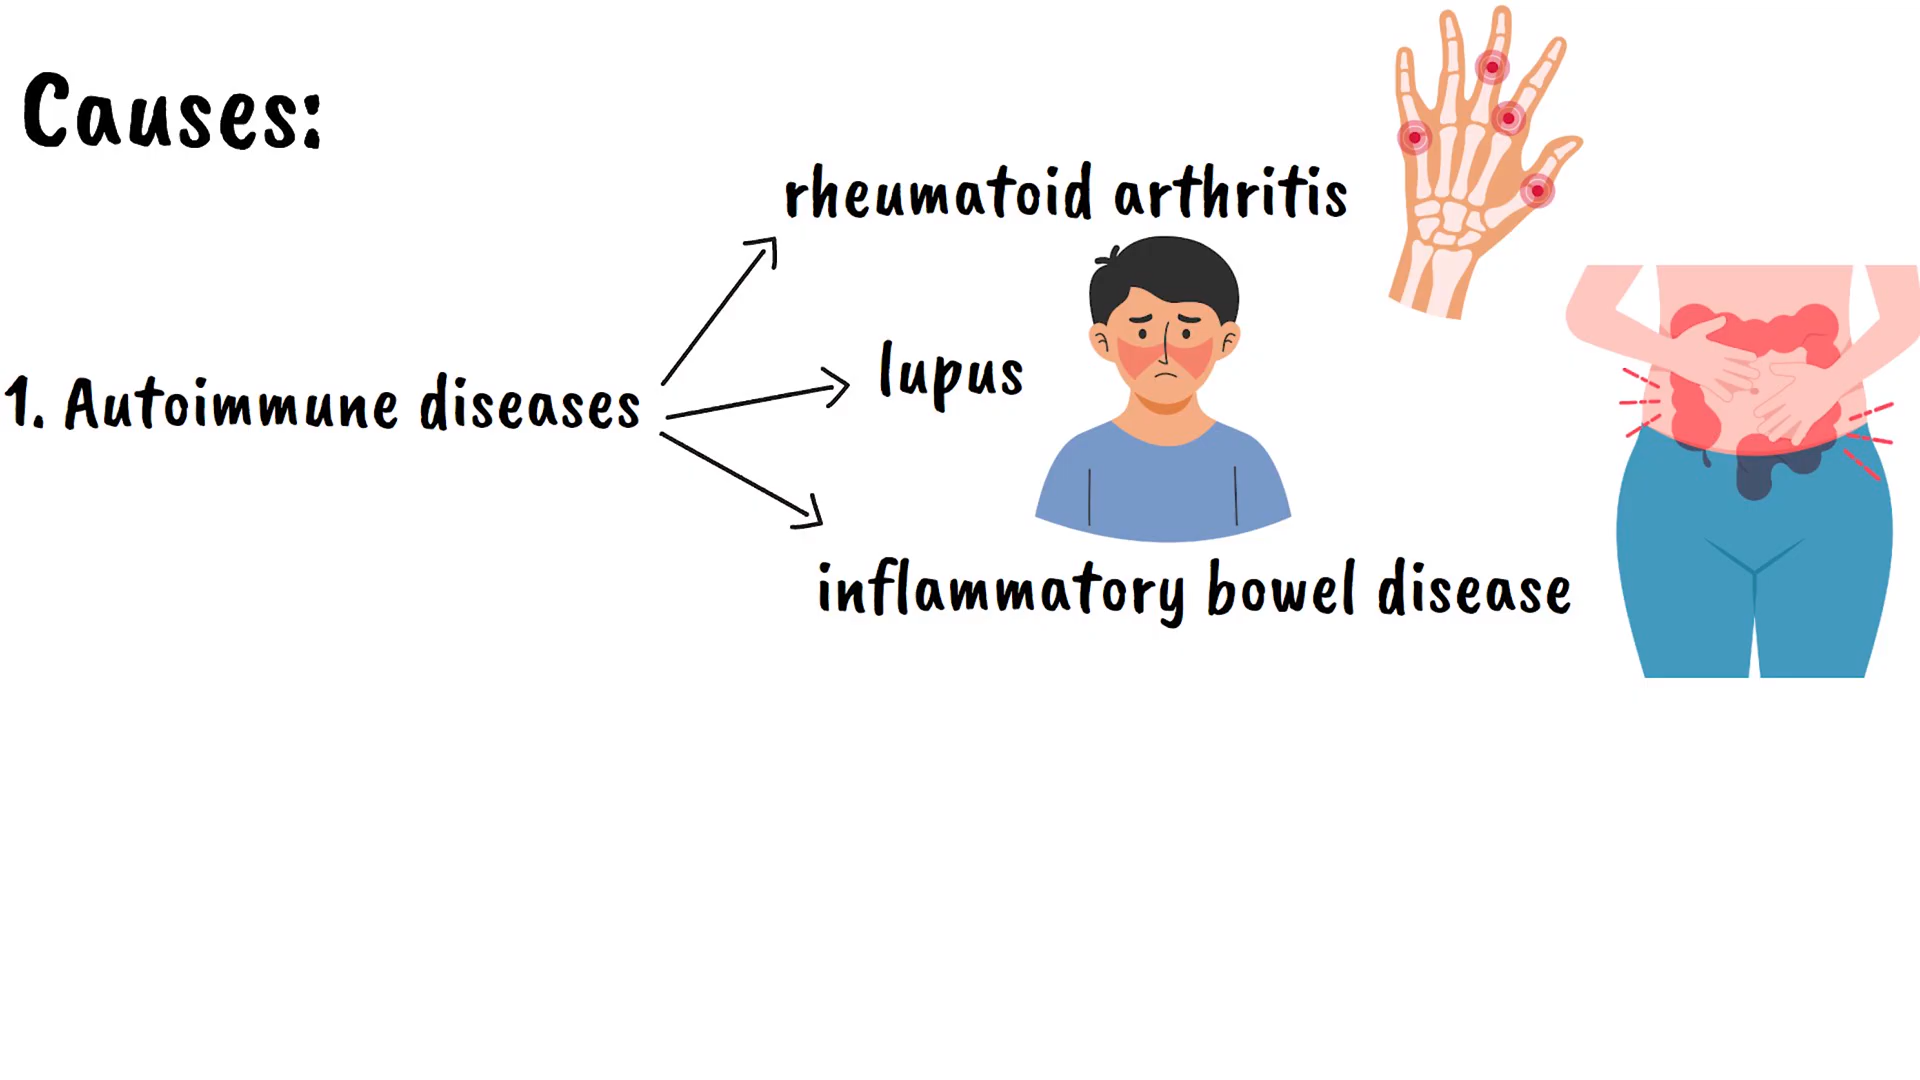 Causes:
rheumatoid arthritis
lupus
1. Autoimmune diseases
inflammatory bowel disease